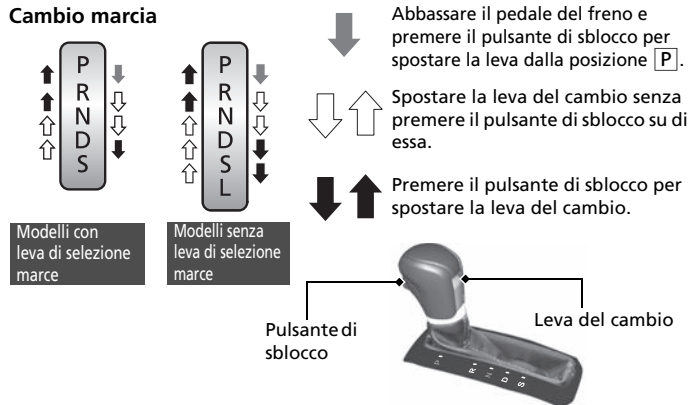 Cambio marcia
P
R
N
D
S
P
R
N
D
S
L
Modelli con
leva di selezione
marce
Modelli senza
leva di selezione
marce
Abbassare il pedale del freno e
premere il pulsante di sblocco per
spostare la leva dalla posizione P.
Spostare la leva del cambio senza
premere il pulsante di sblocco su di
essa.
Premere il pulsante di sblocco per
spostare la leva del cambio.
Pulsante di
sblocco
Leva del cambio
P
R
N
D
S